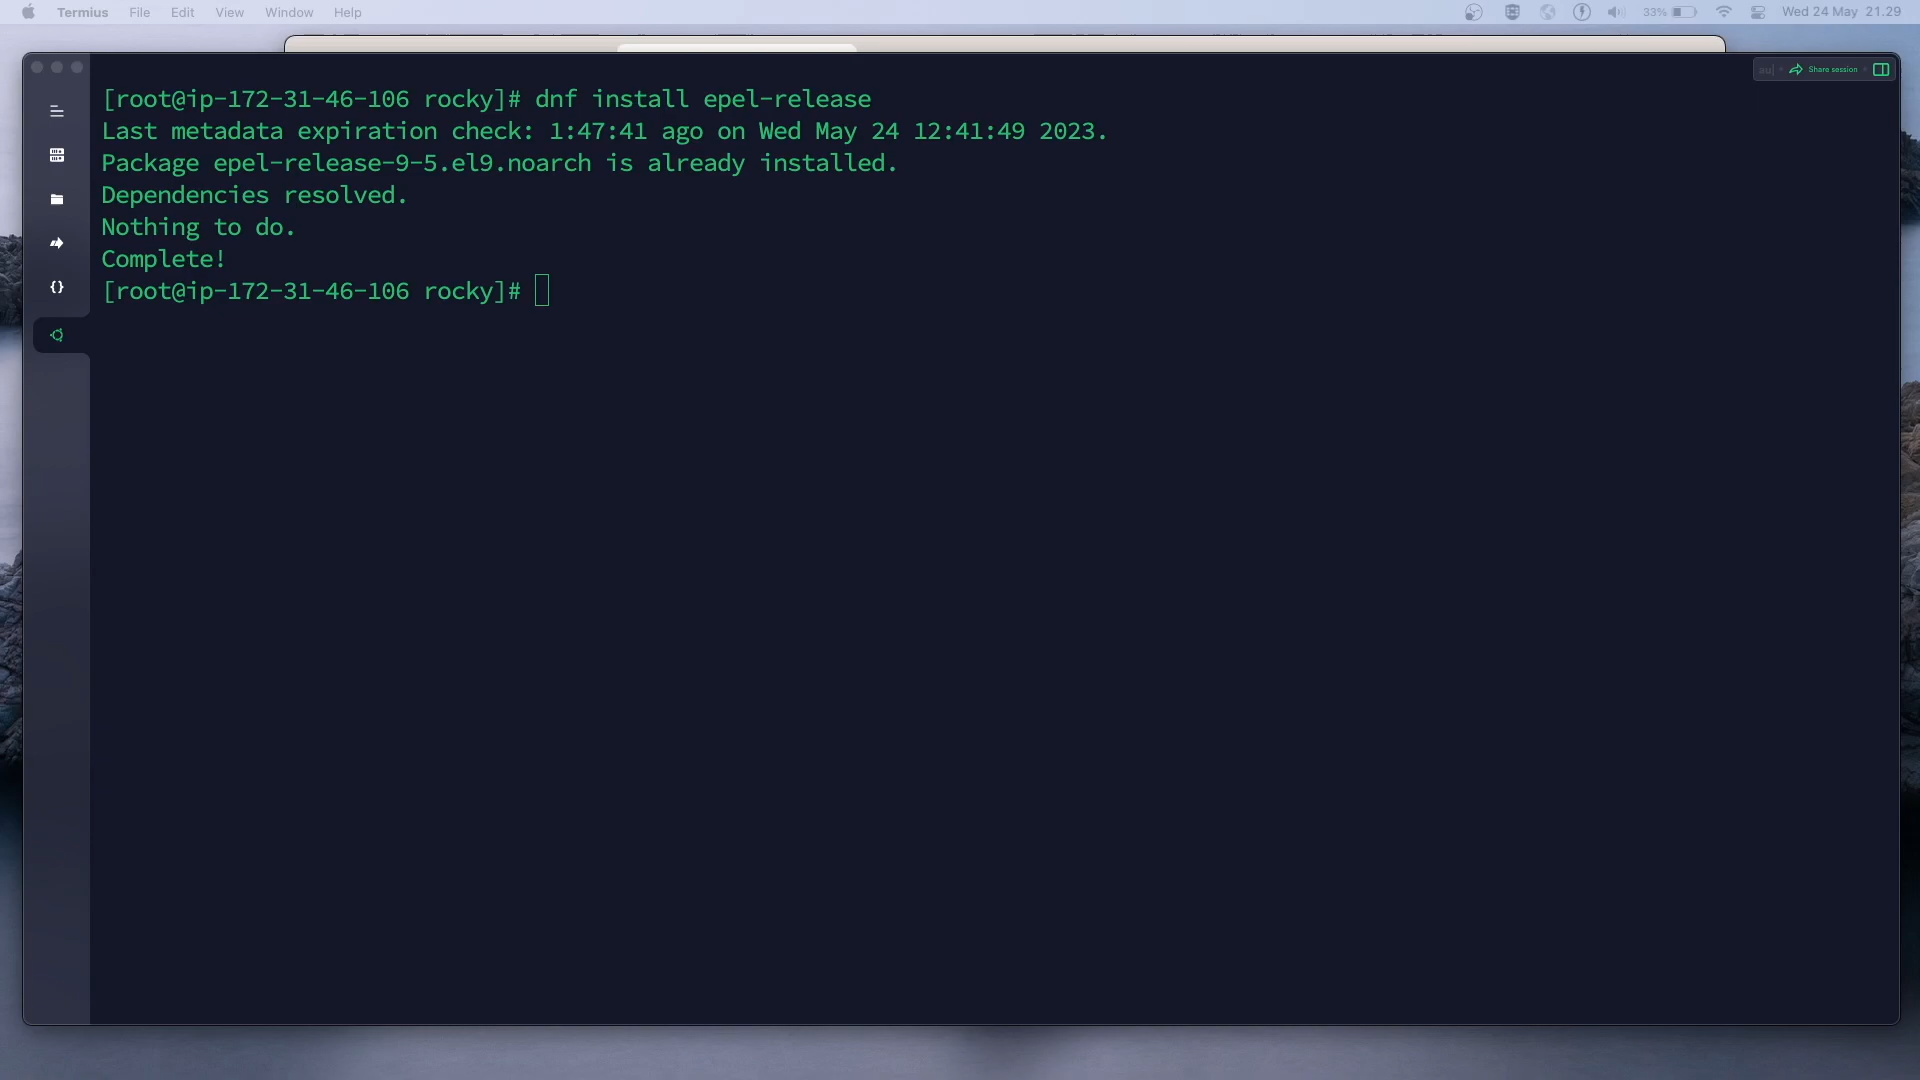 Termius File Edit View Window Help 33% Wed 24 May 21.29
Share session
[root@ip-172-31-46-106 rocky]# dnf install epel-release
Last metadata expiration check: 1:47:41 ago on Wed May 24 12:41:49 2023.
Package epel-release-9-5.el9.noarch is already installed.
Dependencies resolved.
Nothing to do.
Complete!
[root@ip-172-31-46-106 rocky]#